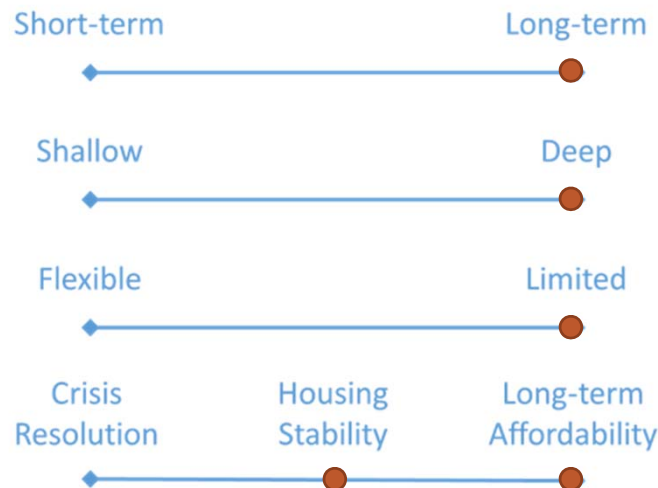 Short-term Long-term
Shallow Deep
Flexible Limited
Crisis Housing Long-term
Resolution Stability Affordability